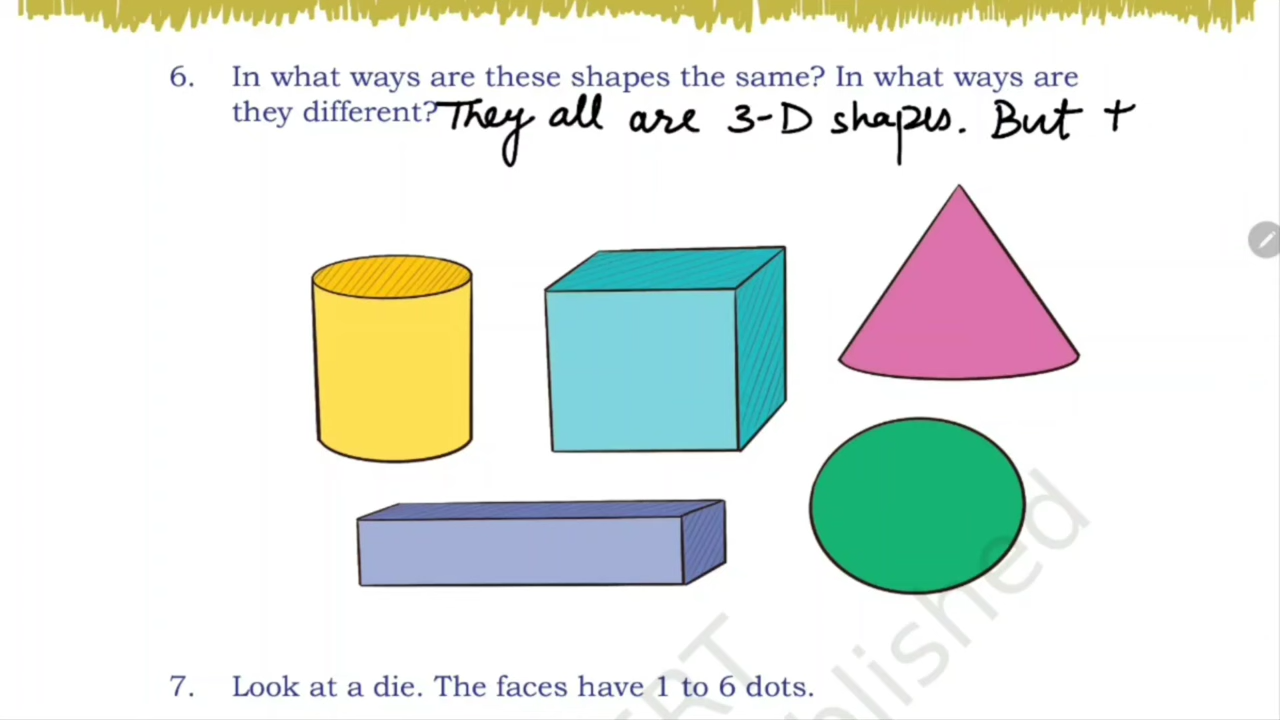 6. In what ways are these shapes the same? In what ways are
they different? They all are 3-D shapes. But t
7. Look at a die. The faces have 1 to 6 dots.